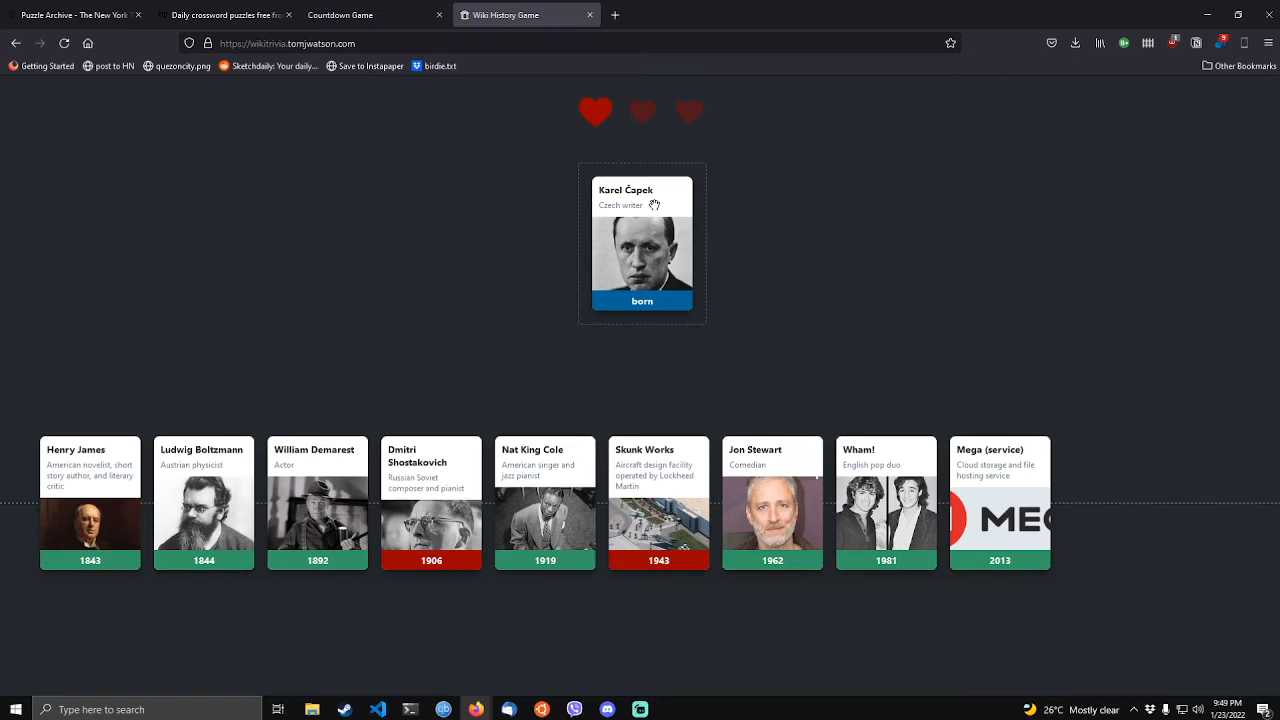 Puzzle Archive - The New York T
Daily crossword puzzles free fro
Countdown Game
Wiki History Game
https://wikitrivia.tomjwatson.com
Getting Started
post to HN
quezoncity.png
Sketchdaily: Your daily...
Save to Instapaper
birdie.txt
Other Bookmarks
Karel Čapek
Czech writer
born
Henry James
American novelist, short
story author, and literary
critic
1843
Ludwig Boltzmann
Austrian physicist
1844
William Demarest
Actor
1892
Dmitri
Shostakovich
Russian Soviet
composer and pianist
1906
Nat King Cole
American singer and
jazz pianist
1919
Skunk Works
Aircraft design facility
operated by Lockheed
Martin
1943
Jon Stewart
Comedian
1962
Wham!
English pop duo
1981
Mega (service)
Cloud storage and file
hosting service
MEG
2013
Type here to search
26°C Mostly clear
9:49 PM
1/23/2022